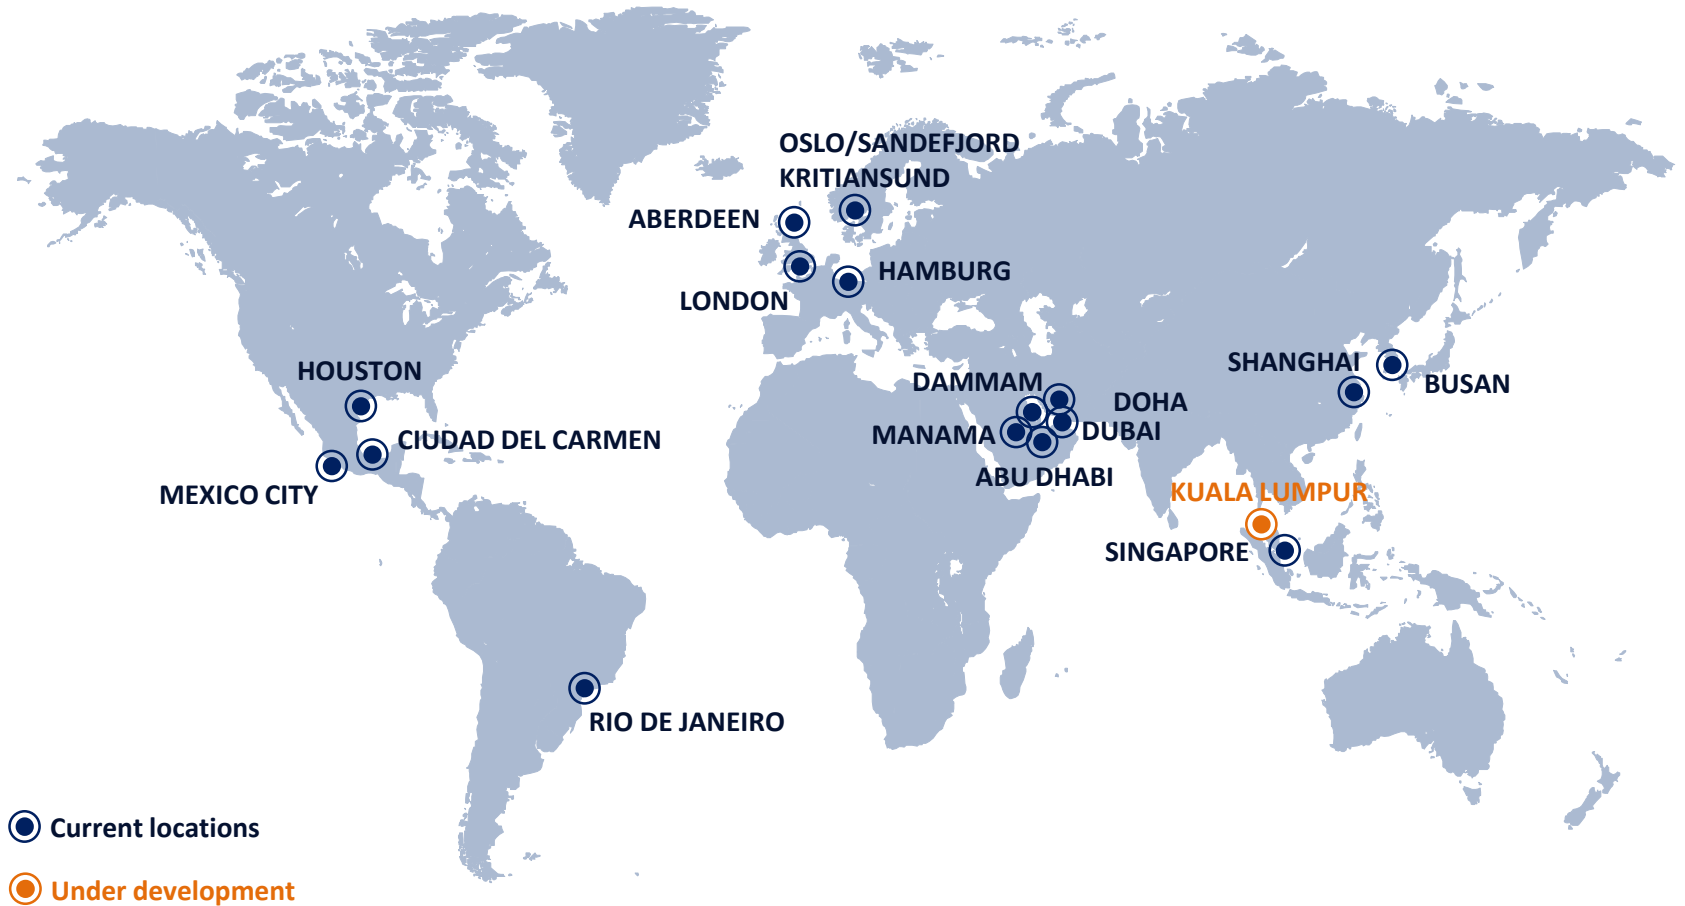 OSLO/SANDEFJORD
KRITIANSUND
ABERDEEN
HAMBURG
LONDON
HOUSTON
CIUDAD DEL CARMEN
MEXICO CITY
DAMMAM
DOHA
MANAMA
DUBAI
ABU DHABI
SHANGHAI
BUSAN
KUALA LUMPUR
SINGAPORE
RIO DE JANEIRO
Current locations
Under development